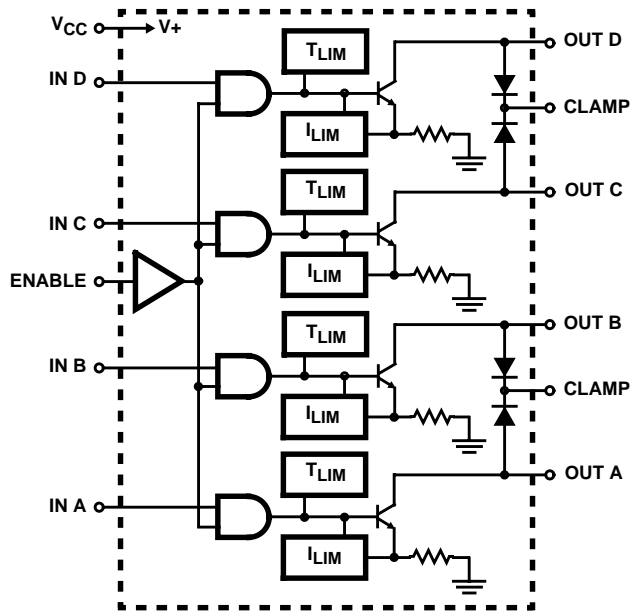 VCC V+
OUT D
TLIM
IN D
CLAMP
ILIM
TLIM
OUT C
IN C
ILIM
ENABLE
TLIM
OUT B
IN B
CLAMP
ILIM
TLIM
OUT A
IN A
ILIM